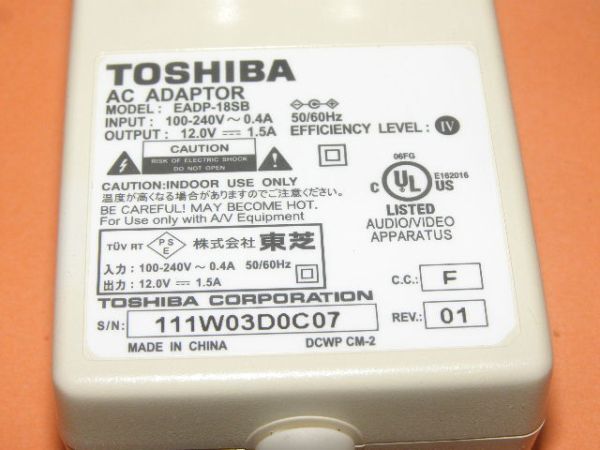 TOSHIBA
AC ADAPTOR
MODEL: EADP-18SB
INPUT: 100-240V～0.4A 50/60Hz
OUTPUT: 12.0V⎓1.5A EFFICIENCY LEVEL: IV
CAUTION
RISK OF ELECTRIC SHOCK
DO NOT OPEN
CAUTION:INDOOR USE ONLY
温度が高くなる場合がありますのでご注意ください。
BE CAREFUL! MAY BECOME HOT.
For Use only with A/V Equipment
06FG
C UL US
E162016
LISTED
AUDIO/VIDEO
APPARATUS
TÜV RT PSE 株式会社 東芝
入力: 100-240V～0.4A 50/60Hz
出力: 12.0V⎓1.5A
C.C.: F
TOSHIBA CORPORATION
S/N: 111W03D0C07
REV.: 01
MADE IN CHINA DCWP CM-2